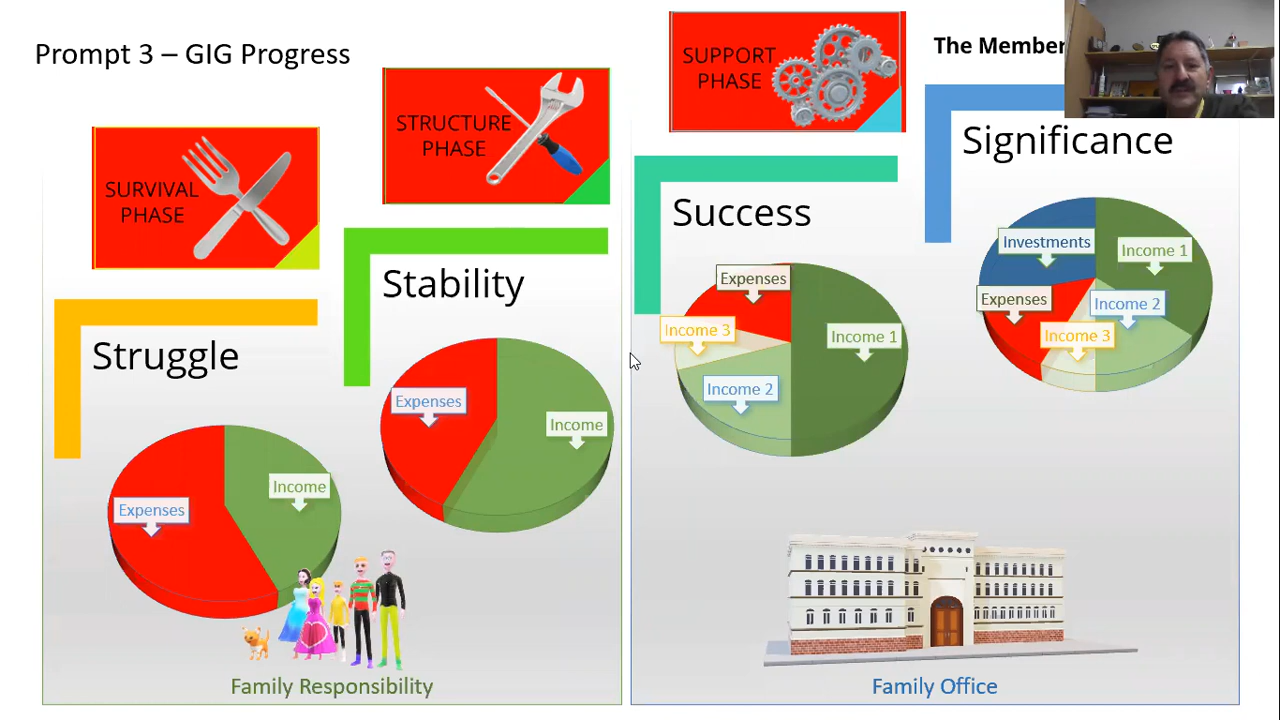 Prompt 3 – GIG Progress
The Member
SURVIVAL
PHASE
STRUCTURE
PHASE
SUPPORT
PHASE
Struggle
Stability
Success
Significance
Expenses
Income
Expenses
Income
Expenses
Income 3
Income 2
Income 1
Investments
Income 1
Expenses
Income 2
Income 3
Family Responsibility
Family Office